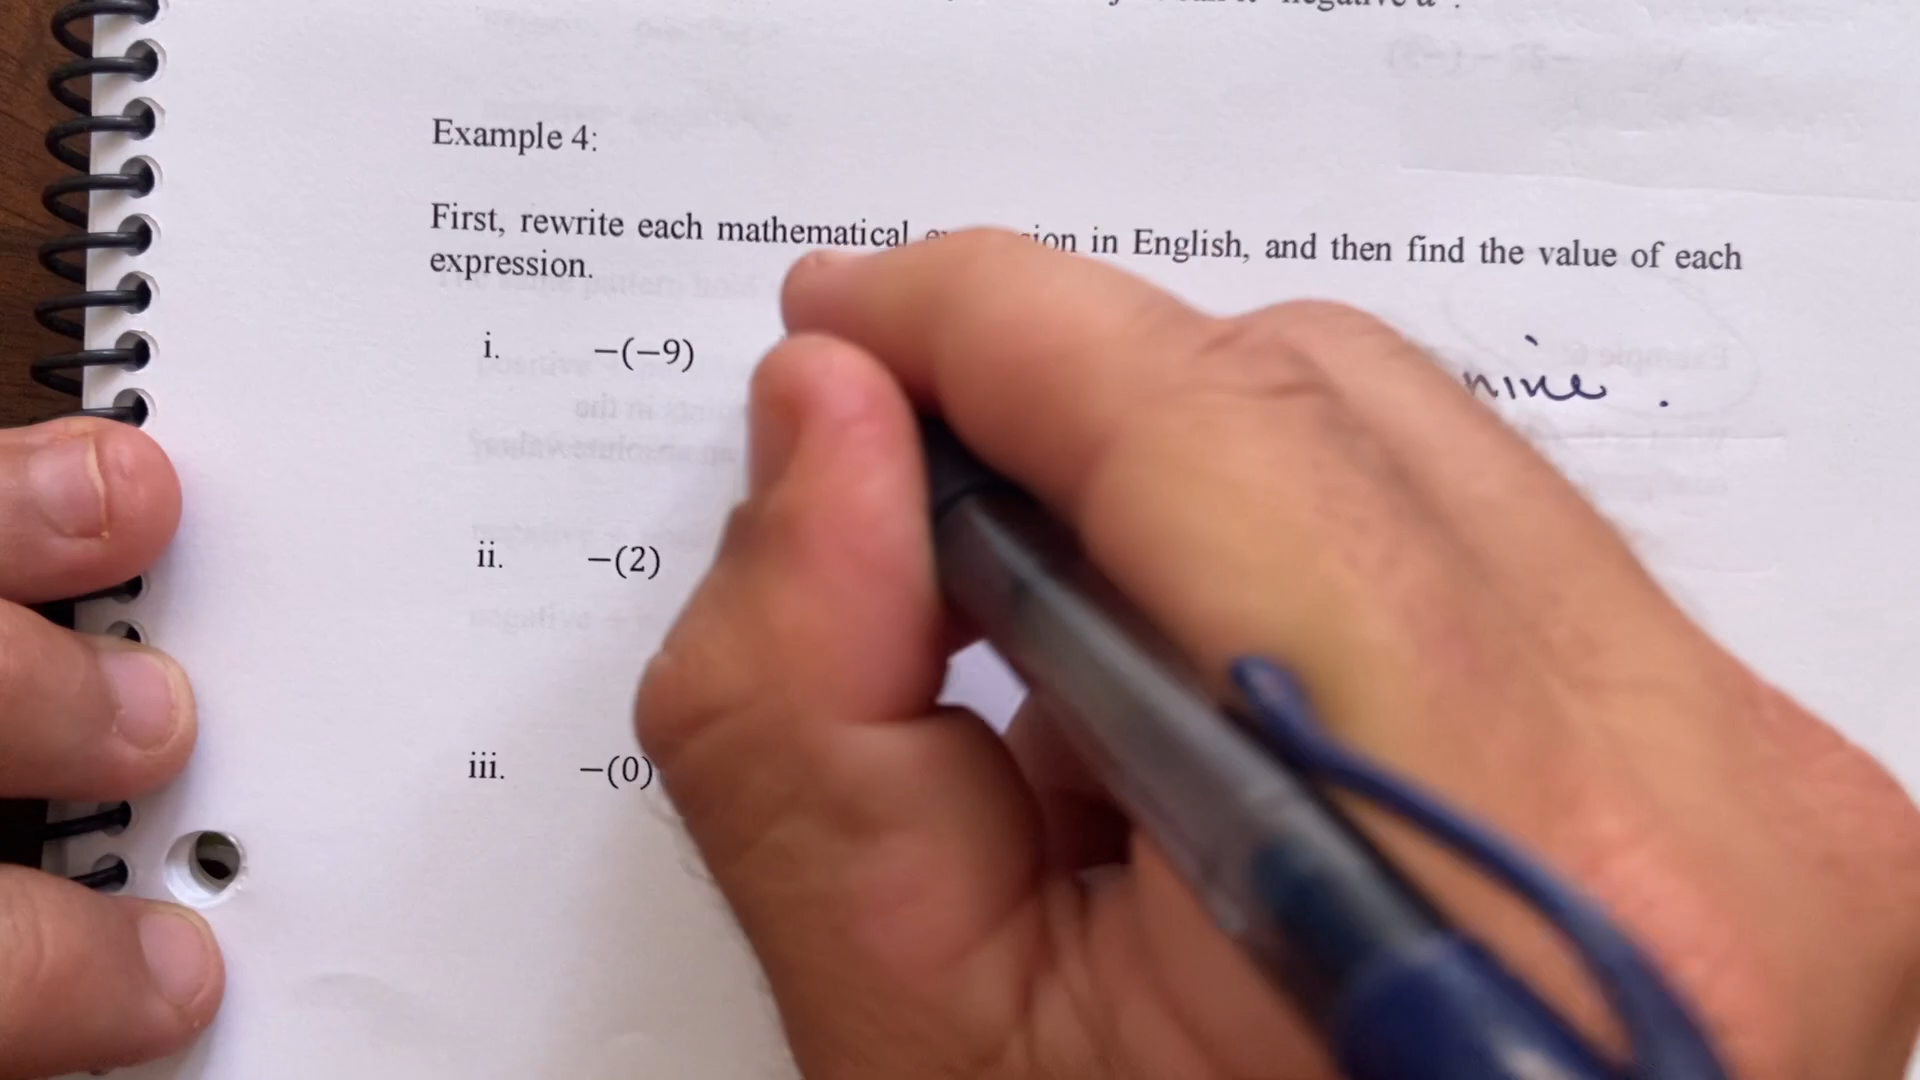 negative a".
Example 4:
First, rewrite each mathematical in English, and then find the value of each
expression.
i. −(−9) nine.
ii. −(2)
iii. −(0)